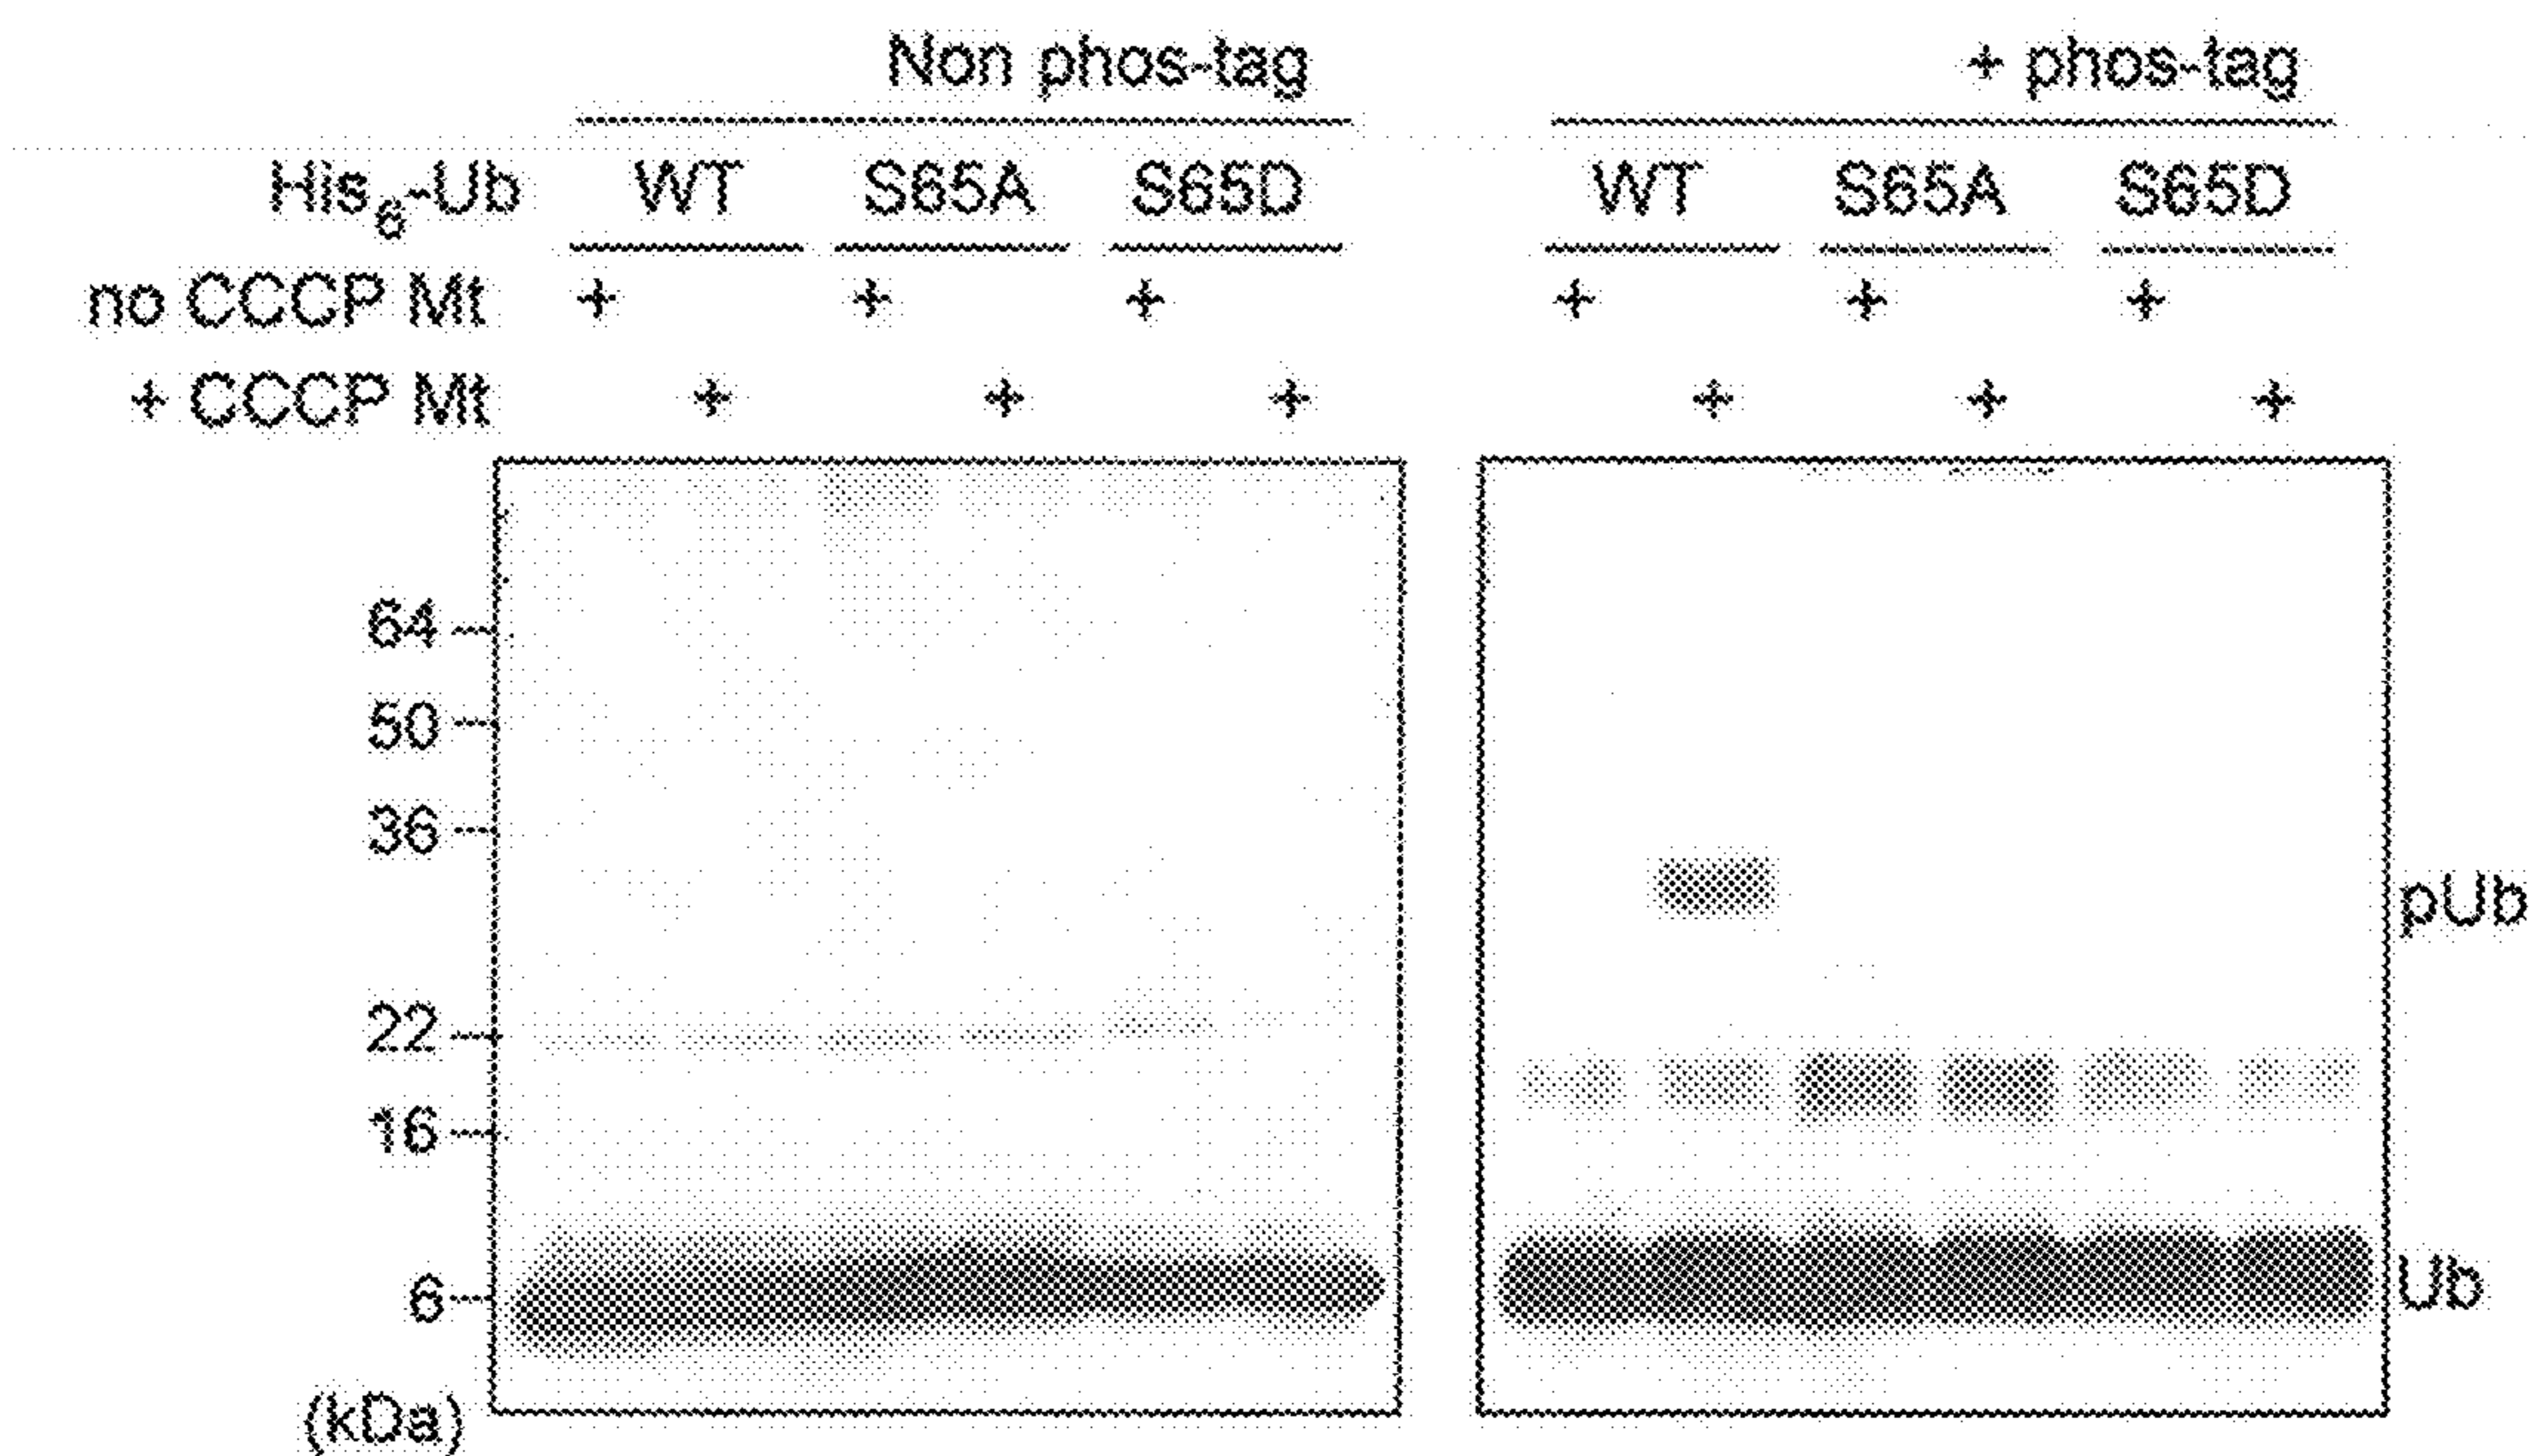 Non phos-tag + phos-tag
His6-Ub WT S65A S65D WT S65A S65D
no CCCP Mt + + + + + +
+ CCCP Mt + + + + + +
64
50
36
pUb
22
16
6 Ub
(kDa)